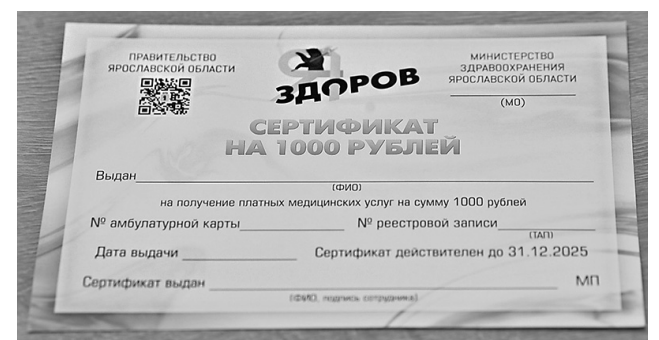 ПРАВИТЕЛЬСТВО
ЯРОСЛАВСКОЙ ОБЛАСТИ
Я
ЗДОРОВ
МИНИСТЕРСТВО
ЗДРАВООХРАНЕНИЯ
ЯРОСЛАВСКОЙ ОБЛАСТИ
(МО)
СЕРТИФИКАТ
НА 1000 РУБЛЕЙ
Выдан
(ФИО)
на получение платных медицинских услуг на сумму 1000 рублей
№ амбулатурной карты № реестровой записи
(ТАП)
Дата выдачи Сертификат действителен до 31.12.2025
Сертификат выдан МП
(ФИО, подпись сотрудника)